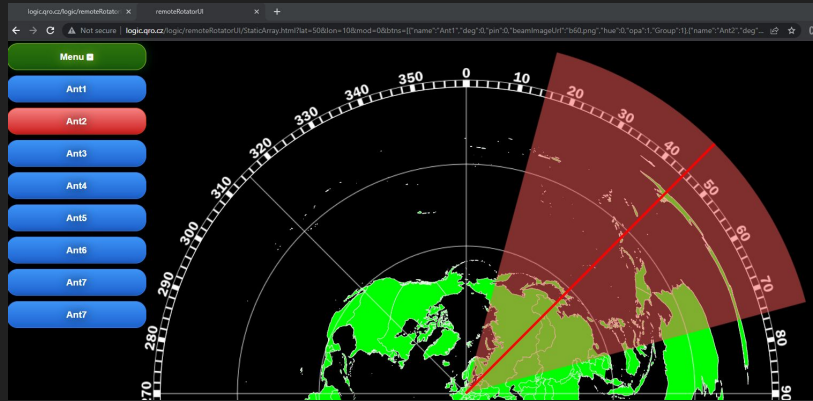 logic.qro.cz/logic/remoteRotator
remoteRotatorUI
Not secure
logic.qro.cz/logic/remoteRotatorUI/StaticArray.html?lat=50&lon=10&mod=0&btns=[{"name":"Ant1","deg":0,"pin":0,"beamImageUrl":"b60.png","hue":0,"opa":1,"Group":1},{"name":"Ant2","deg"...
Menu
Ant1
Ant2
Ant3
Ant4
Ant5
Ant6
Ant7
Ant7
280
290
300
310
320
330
340
350
0
10
20
30
40
50
60
70
80
90